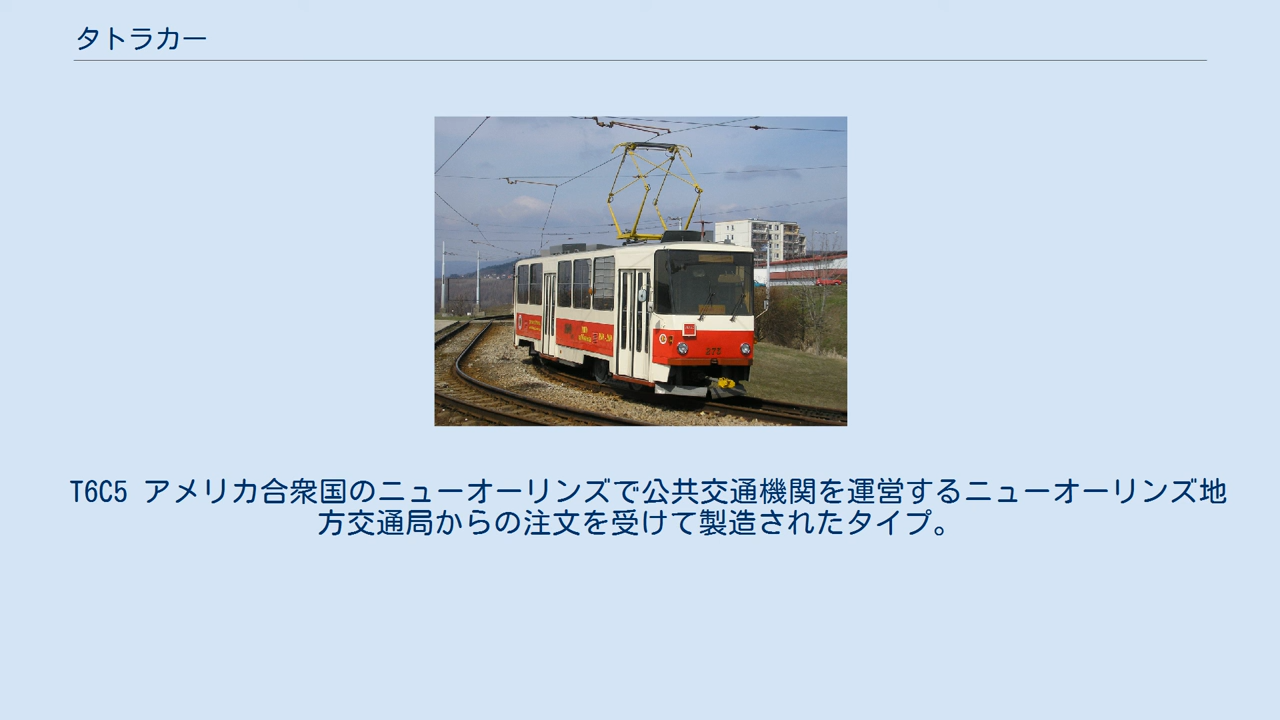 タトラカー
T6C5 アメリカ合衆国のニューオーリンズで公共交通機関を運営するニューオーリンズ地
方交通局からの注文を受けて製造されたタイプ。